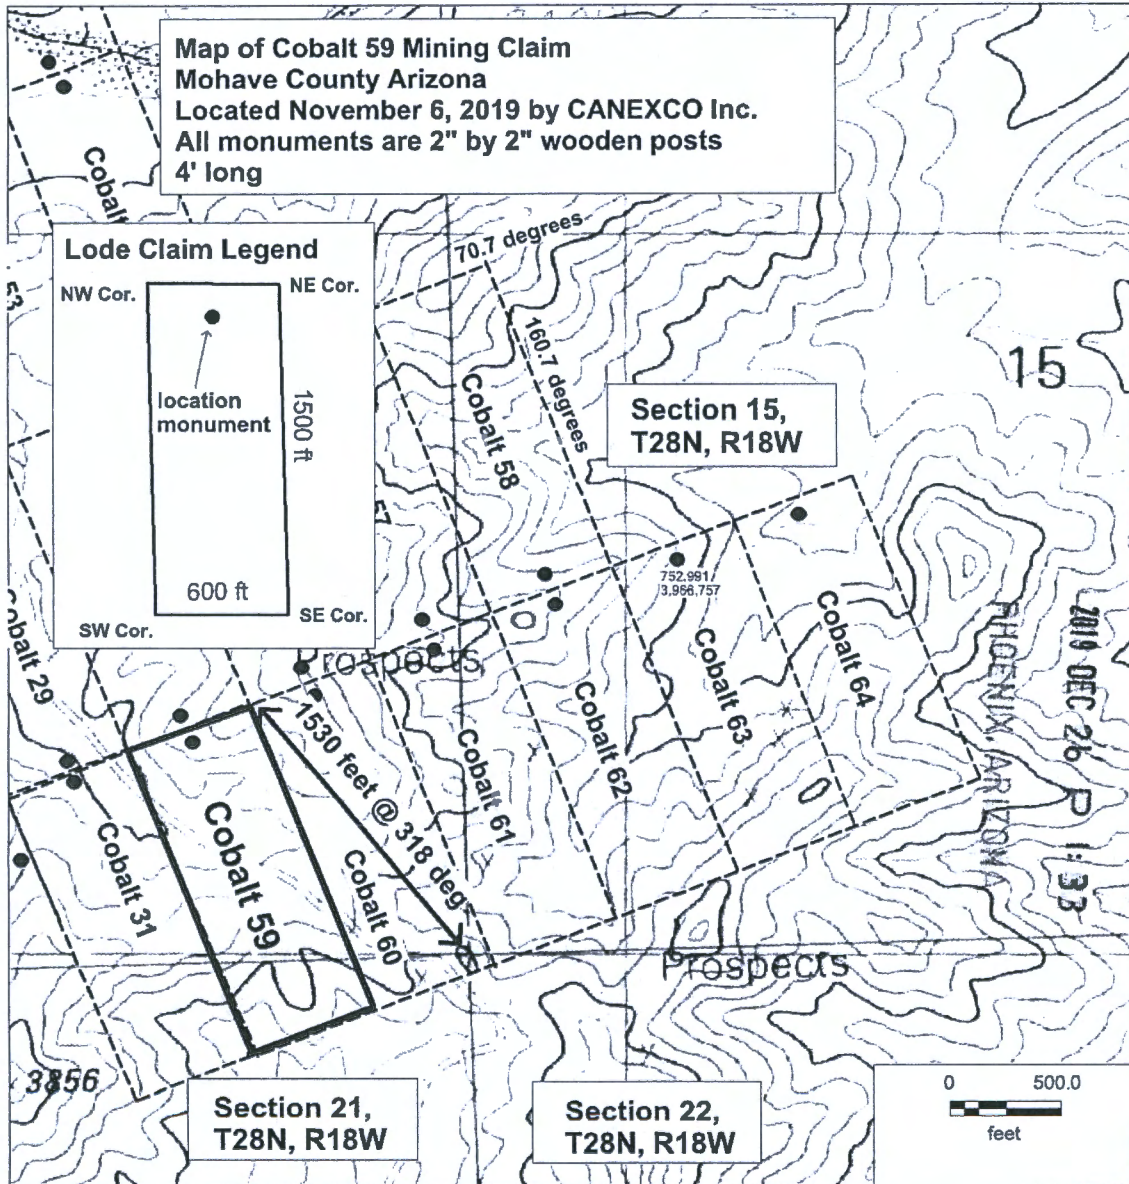 Map of Cobalt 59 Mining Claim
Mohave County Arizona
Located November 6, 2019 by CANEXCO Inc.
All monuments are 2" by 2" wooden posts
4' long
Cobalt
Lode Claim Legend
NW Cor.
NE Cor.
location
monument
1500 ft
600 ft
SW Cor.
SE Cor.
53
57
70.7 degrees
160.7 degrees
Cobalt 58
15
Section 15,
T28N, R18W
752,991/
3,966,757
Cobalt 29
Prospects
Cobalt 31
Cobalt 59
1530 feet @ 318 deg
Cobalt 60
Cobalt 61
Cobalt 62
Cobalt 63
Cobalt 64
2019 DEC 26 P 1:33
PHOENIX ARIZONA
Prospects
3856
Section 21,
T28N, R18W
Section 22,
T28N, R18W
0 500.0
feet